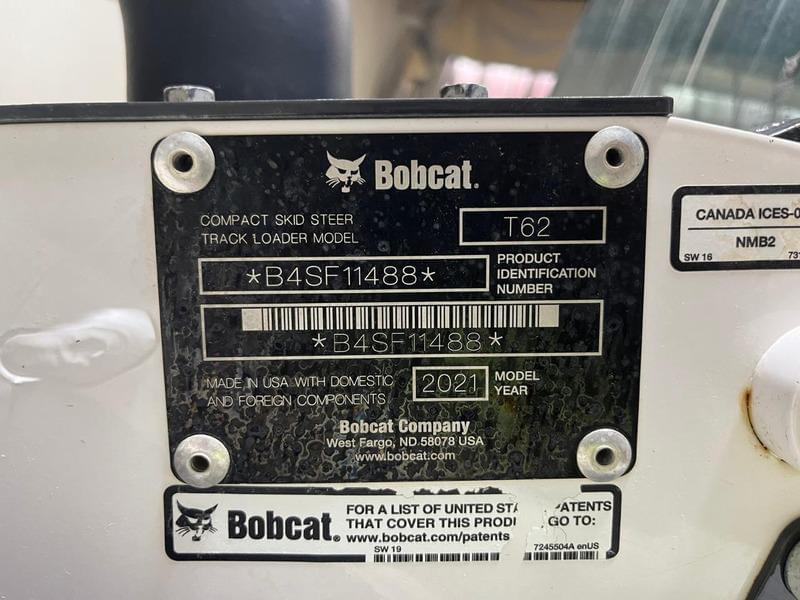 Bobcat.
COMPACT SKID STEER
TRACK LOADER MODEL
T62
*B4SF11488*
PRODUCT
IDENTIFICATION
NUMBER
*B4SF11488*
MADE IN USA WITH DOMESTIC
AND FOREIGN COMPONENTS
2021
MODEL
YEAR
Bobcat Company
West Fargo, ND 58078 USA
www.bobcat.com
CANADA ICES-0
NMB2
SW 16
731
Bobcat.
FOR A LIST OF UNITED STA PATENTS
THAT COVER THIS PRODU GO TO:
www.bobcat.com/patents
SW 19
7245504A enUS